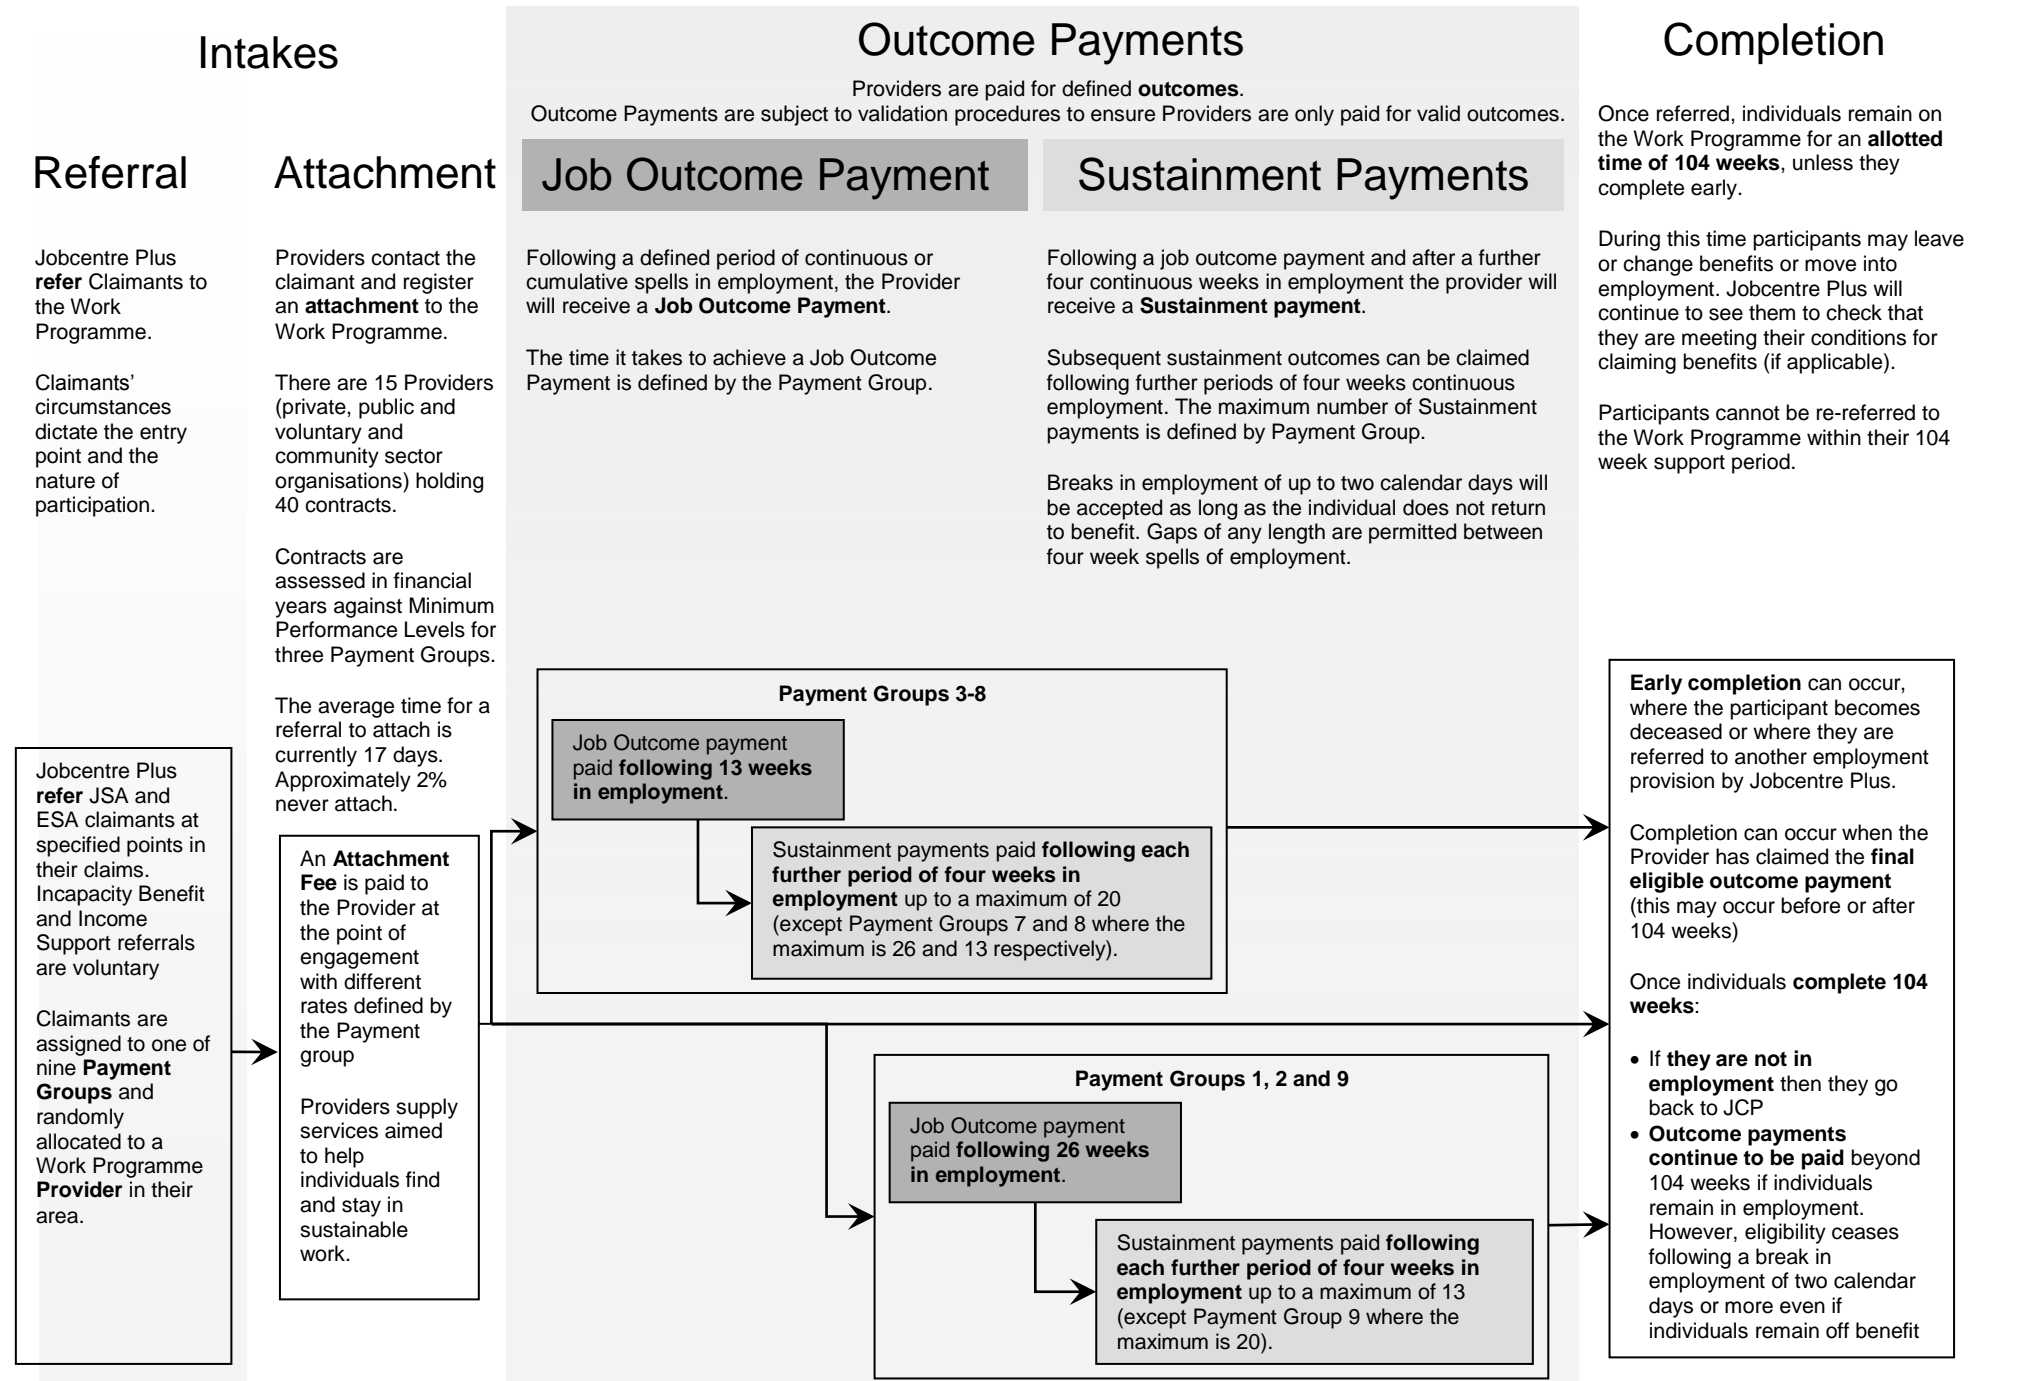 Intakes
Referral
Jobcentre Plus
refer Claimants to
the Work
Programme.
Claimants’
circumstances
dictate the entry
point and the
nature of
participation.
Jobcentre Plus
refer JSA and
ESA claimants at
specified points in
their claims.
Incapacity Benefit
and Income
Support referrals
are voluntary
Claimants are
assigned to one of
nine Payment
Groups and
randomly
allocated to a
Work Programme
Provider in their
area.
Attachment
Providers contact the
claimant and register
an attachment to the
Work Programme.
There are 15 Providers
(private, public and
voluntary and
community sector
organisations) holding
40 contracts.
Contracts are
assessed in financial
years against Minimum
Performance Levels for
three Payment Groups.
The average time for a
referral to attach is
currently 17 days.
Approximately 2%
never attach.
An Attachment
Fee is paid to
the Provider at
the point of
engagement
with different
rates defined by
the Payment
group
Providers supply
services aimed
to help
individuals find
and stay in
sustainable
work.
Outcome Payments
Providers are paid for defined outcomes.
Outcome Payments are subject to validation procedures to ensure Providers are only paid for valid outcomes.
Job Outcome Payment
Following a defined period of continuous or
cumulative spells in employment, the Provider
will receive a Job Outcome Payment.
The time it takes to achieve a Job Outcome
Payment is defined by the Payment Group.
Sustainment Payments
Following a job outcome payment and after a further
four continuous weeks in employment the provider will
receive a Sustainment payment.
Subsequent sustainment outcomes can be claimed
following further periods of four weeks continuous
employment. The maximum number of Sustainment
payments is defined by Payment Group.
Breaks in employment of up to two calendar days will
be accepted as long as the individual does not return
to benefit. Gaps of any length are permitted between
four week spells of employment.
Payment Groups 3-8
Job Outcome payment
paid following 13 weeks
in employment.
Sustainment payments paid following each
further period of four weeks in
employment up to a maximum of 20
(except Payment Groups 7 and 8 where the
maximum is 26 and 13 respectively).
Payment Groups 1, 2 and 9
Job Outcome payment
paid following 26 weeks
in employment.
Sustainment payments paid following
each further period of four weeks in
employment up to a maximum of 13
(except Payment Group 9 where the
maximum is 20).
Completion
Once referred, individuals remain on
the Work Programme for an allotted
time of 104 weeks, unless they
complete early.
During this time participants may leave
or change benefits or move into
employment. Jobcentre Plus will
continue to see them to check that
they are meeting their conditions for
claiming benefits (if applicable).
Participants cannot be re-referred to
the Work Programme within their 104
week support period.
Early completion can occur,
where the participant becomes
deceased or where they are
referred to another employment
provision by Jobcentre Plus.
Completion can occur when the
Provider has claimed the final
eligible outcome payment
(this may occur before or after
104 weeks)
Once individuals complete 104
weeks:
• If they are not in
employment then they go
back to JCP
• Outcome payments
continue to be paid beyond
104 weeks if individuals
remain in employment.
However, eligibility ceases
following a break in
employment of two calendar
days or more even if
individuals remain off benefit